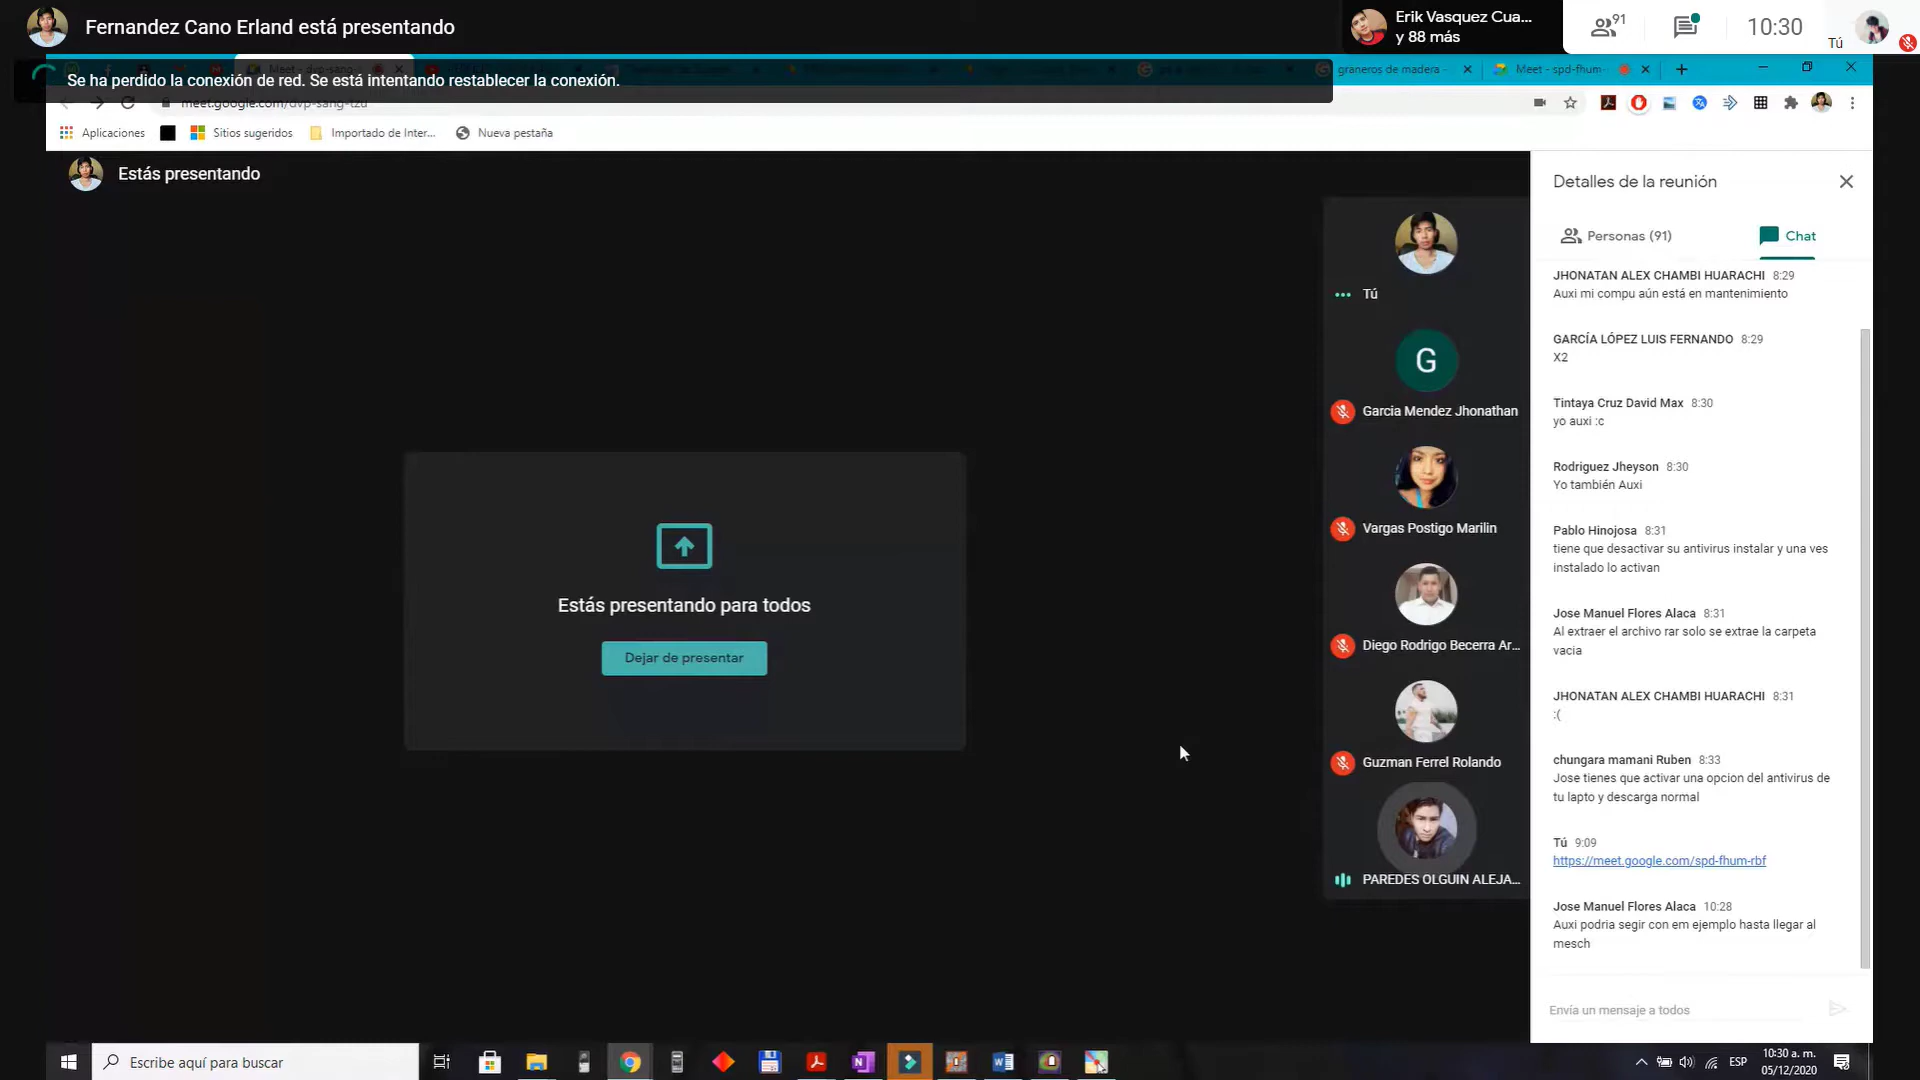 Fernandez Cano Erland está presentando
Erik Vasquez Cua...
y 88 más
91
10:30
Tú
Se ha perdido la conexión de red. Se está intentando restablecer la conexión.
graneros de madera
Meet - spd-fhum-
meet.google.com/dvp-sang-tzu
Aplicaciones
Sitios sugeridos
Importado de Inter...
Nueva pestaña
Estás presentando
Estás presentando para todos
Dejar de presentar
Tú
G
Garcia Mendez Jhonathan
Vargas Postigo Marilin
Diego Rodrigo Becerra Ar...
Guzman Ferrel Rolando
PAREDES OLGUIN ALEJA...
Detalles de la reunión
Personas (91)
Chat
JHONATAN ALEX CHAMBI HUARACHI 8:29
Auxi mi compu aún está en mantenimiento
GARCÍA LÓPEZ LUIS FERNANDO 8:29
X2
Tintaya Cruz David Max 8:30
yo auxi :c
Rodriguez Jheyson 8:30
Yo también Auxi
Pablo Hinojosa 8:31
tiene que desactivar su antivirus instalar y una ves
instalado lo activan
Jose Manuel Flores Alaca 8:31
Al extraer el archivo rar solo se extrae la carpeta
vacia
JHONATAN ALEX CHAMBI HUARACHI 8:31
:(
chungara mamani Ruben 8:33
Jose tienes que activar una opcion del antivirus de
tu lapto y descarga normal
Tú 9:09
https://meet.google.com/spd-fhum-rbf
Jose Manuel Flores Alaca 10:28
Auxi podria segir con em ejemplo hasta llegar al
mesch
Envía un mensaje a todos
Escribe aquí para buscar
ESP
10:30 a. m.
05/12/2020